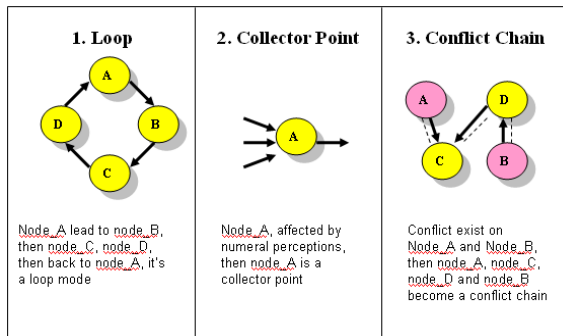 1. Loop
A
D
B
C
Node_A lead to node_B,
then node_C, node_D,
then back to node_A, it's
a loop mode
2. Collector Point
A
Node_A, affected by
numeral perceptions,
then node_A is a
collector point
3. Conflict Chain
A
D
C
B
Conflict exist on
Node_A and Node_B,
then node_A, node_C,
node_D and node_B
become a conflict chain